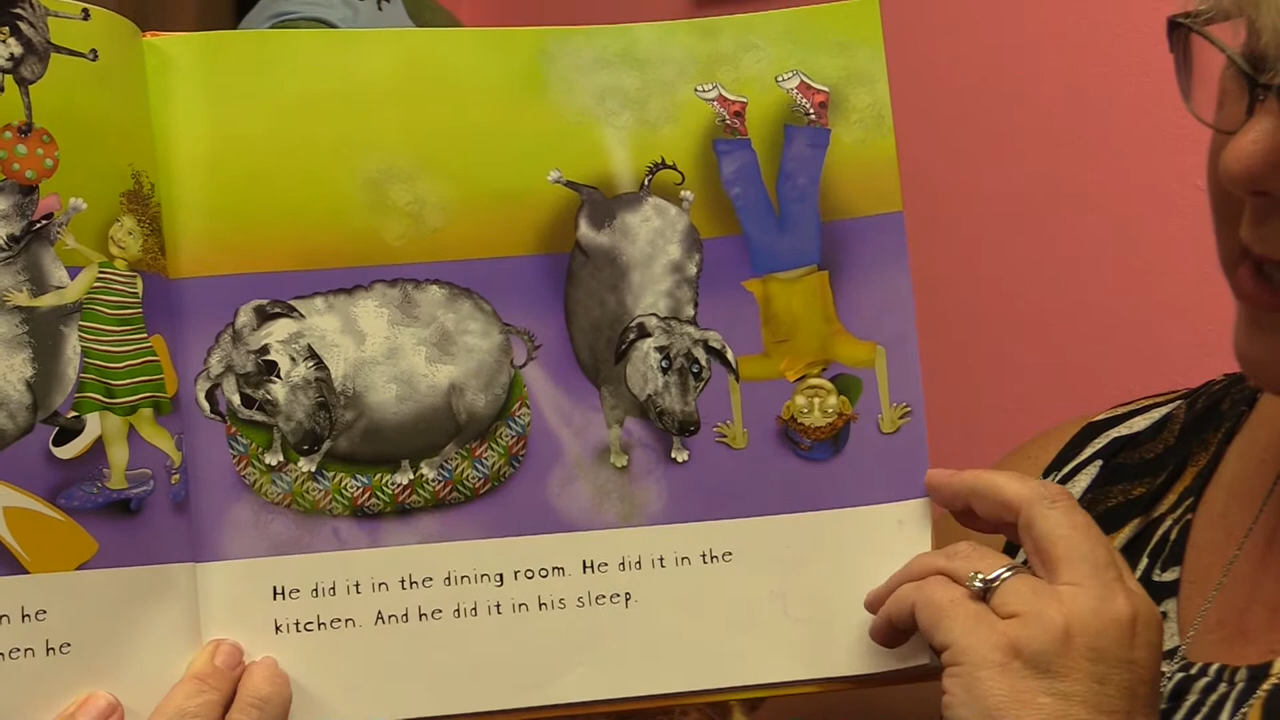 n he
hen he
He did it in the dining room. He did it in the
kitchen. And he did it in his sleep.